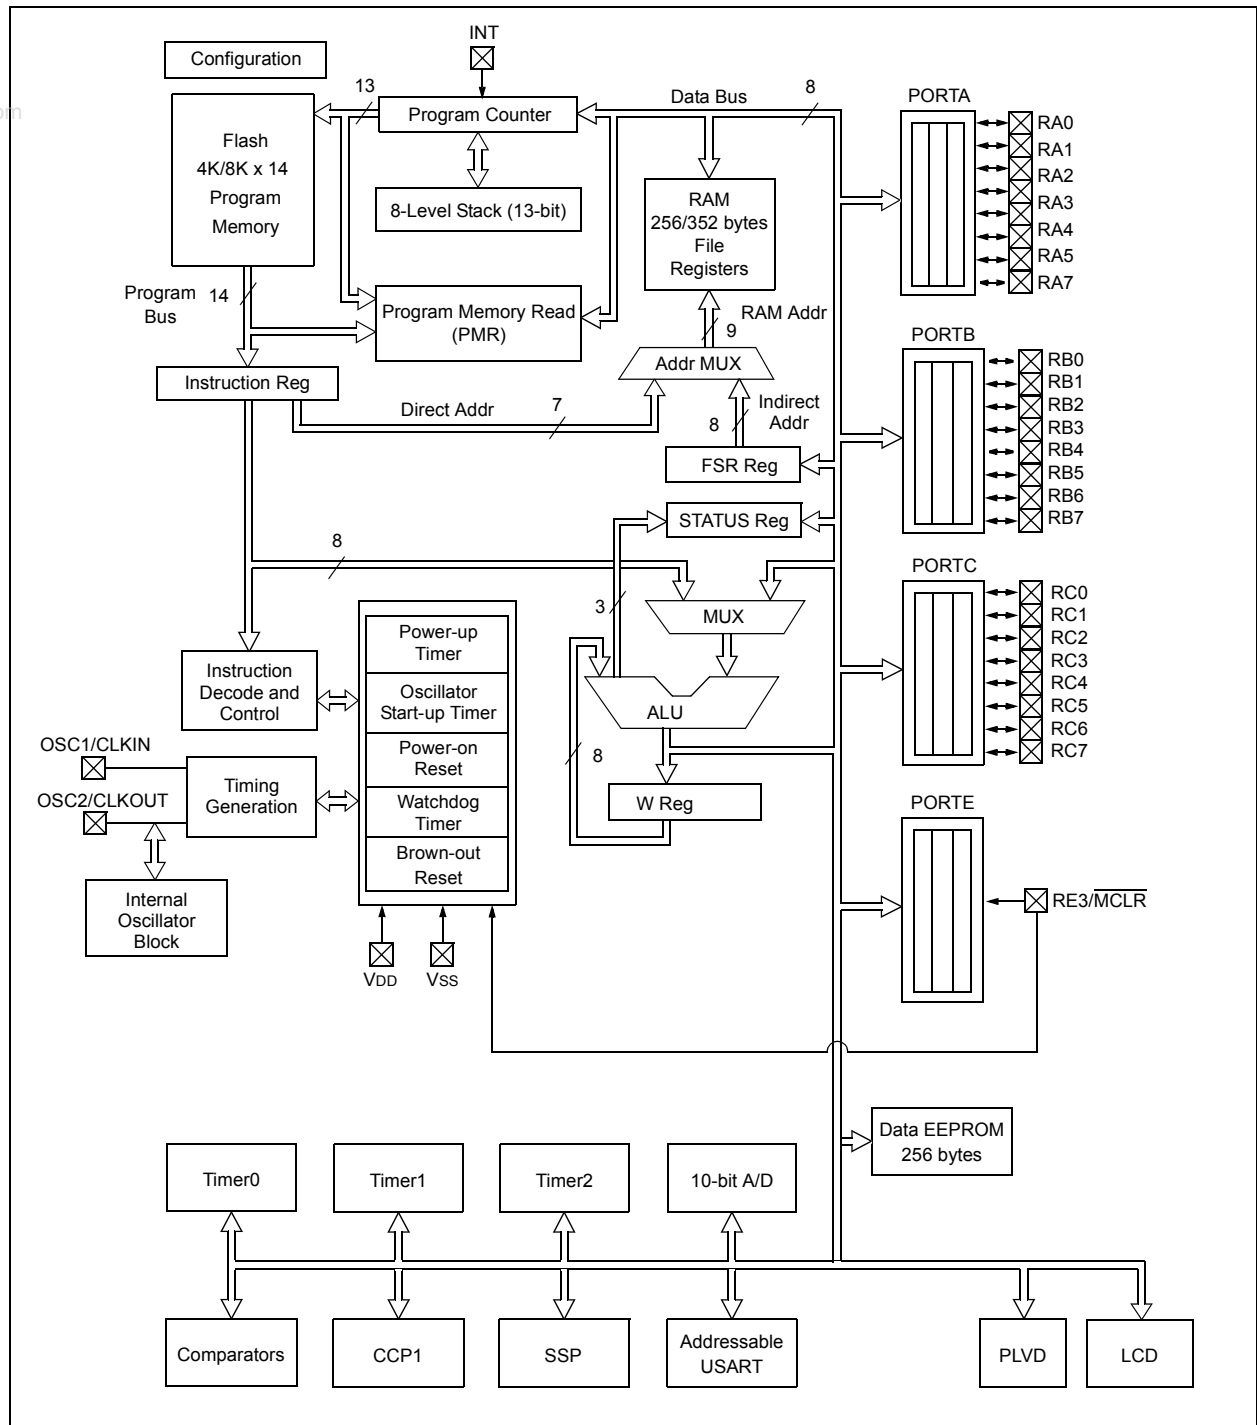 INT
Configuration
om
13
Data Bus
8
PORTA
Program Counter
Flash
4K/8K x 14
Program
Memory
8-Level Stack (13-bit)
RAM
256/352 bytes
File
Registers
RA0
RA1
RA2
RA3
RA4
RA5
RA7
Program
Bus
14
Program Memory Read
(PMR)
RAM Addr
9
Addr MUX
PORTB
RB0
RB1
RB2
RB3
RB4
RB5
RB6
RB7
Instruction Reg
Direct Addr
7
8
Indirect
Addr
FSR Reg
STATUS Reg
8
3
MUX
PORTC
RC0
RC1
RC2
RC3
RC4
RC5
RC6
RC7
Power-up
Timer
Oscillator
Start-up Timer
Power-on
Reset
Watchdog
Timer
Brown-out
Reset
Instruction
Decode and
Control
ALU
8
W Reg
OSC1/CLKIN
OSC2/CLKOUT
Timing
Generation
Internal
Oscillator
Block
VDD
VSS
PORTE
RE3/MCLR
Data EEPROM
256 bytes
Timer0
Timer1
Timer2
10-bit A/D
Comparators
CCP1
SSP
Addressable
USART
PLVD
LCD